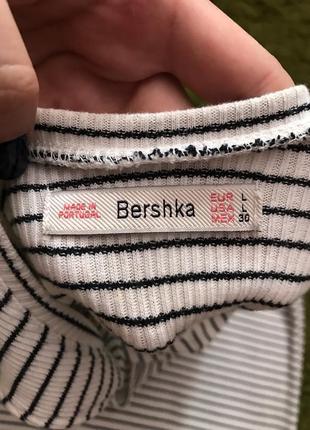 MADE IN
PORTUGAL
Bershka
EUR L
USA L
MEX 30